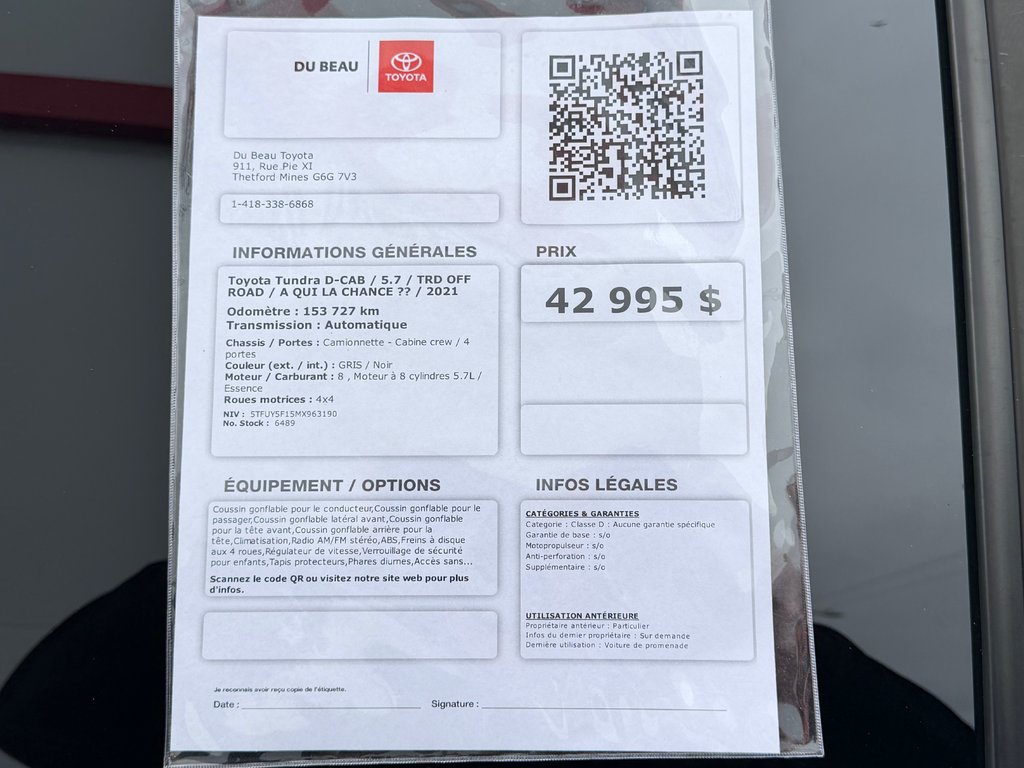 DU BEAU
TOYOTA
Du Beau Toyota
911, Rue Pie XI
Thetford Mines G6G 7V3
1-418-338-6868
INFORMATIONS GÉNÉRALES
Toyota Tundra D-CAB / 5.7 / TRD OFF
ROAD / A QUI LA CHANCE ?? / 2021
Odomètre : 153 727 km
Transmission : Automatique
Chassis / Portes : Camionnette - Cabine crew / 4
portes
Couleur (ext. / int.) : GRIS / Noir
Moteur / Carburant : 8 , Moteur à 8 cylindres 5.7L /
Essence
Roues motrices : 4x4
NIV : 5TFUY5F15MX963190
No. Stock : 6489
PRIX
42 995 $
ÉQUIPEMENT / OPTIONS
Coussin gonflable pour le conducteur,Coussin gonflable pour le
passager,Coussin gonflable latéral avant,Coussin gonflable
pour la tête avant,Coussin gonflable arrière pour la
tête,Climatisation,Radio AM/FM stéréo,ABS,Freins à disque
aux 4 roues,Régulateur de vitesse,Verrouillage de sécurité
pour enfants,Tapis protecteurs,Phares diurnes,Accès sans...
Scannez le code QR ou visitez notre site web pour plus
d'infos.
INFOS LÉGALES
CATÉGORIES & GARANTIES
Catégorie : Classe D : Aucune garantie spécifique
Garantie de base : s/o
Motopropulseur : s/o
Anti-perforation : s/o
Supplémentaire : s/o
UTILISATION ANTÉRIEURE
Propriétaire antérieur : Particulier
Infos du dernier propriétaire : Sur demande
Dernière utilisation : Voiture de promenade
Je reconnais avoir reçu copie de l'étiquette.
Date : Signature :